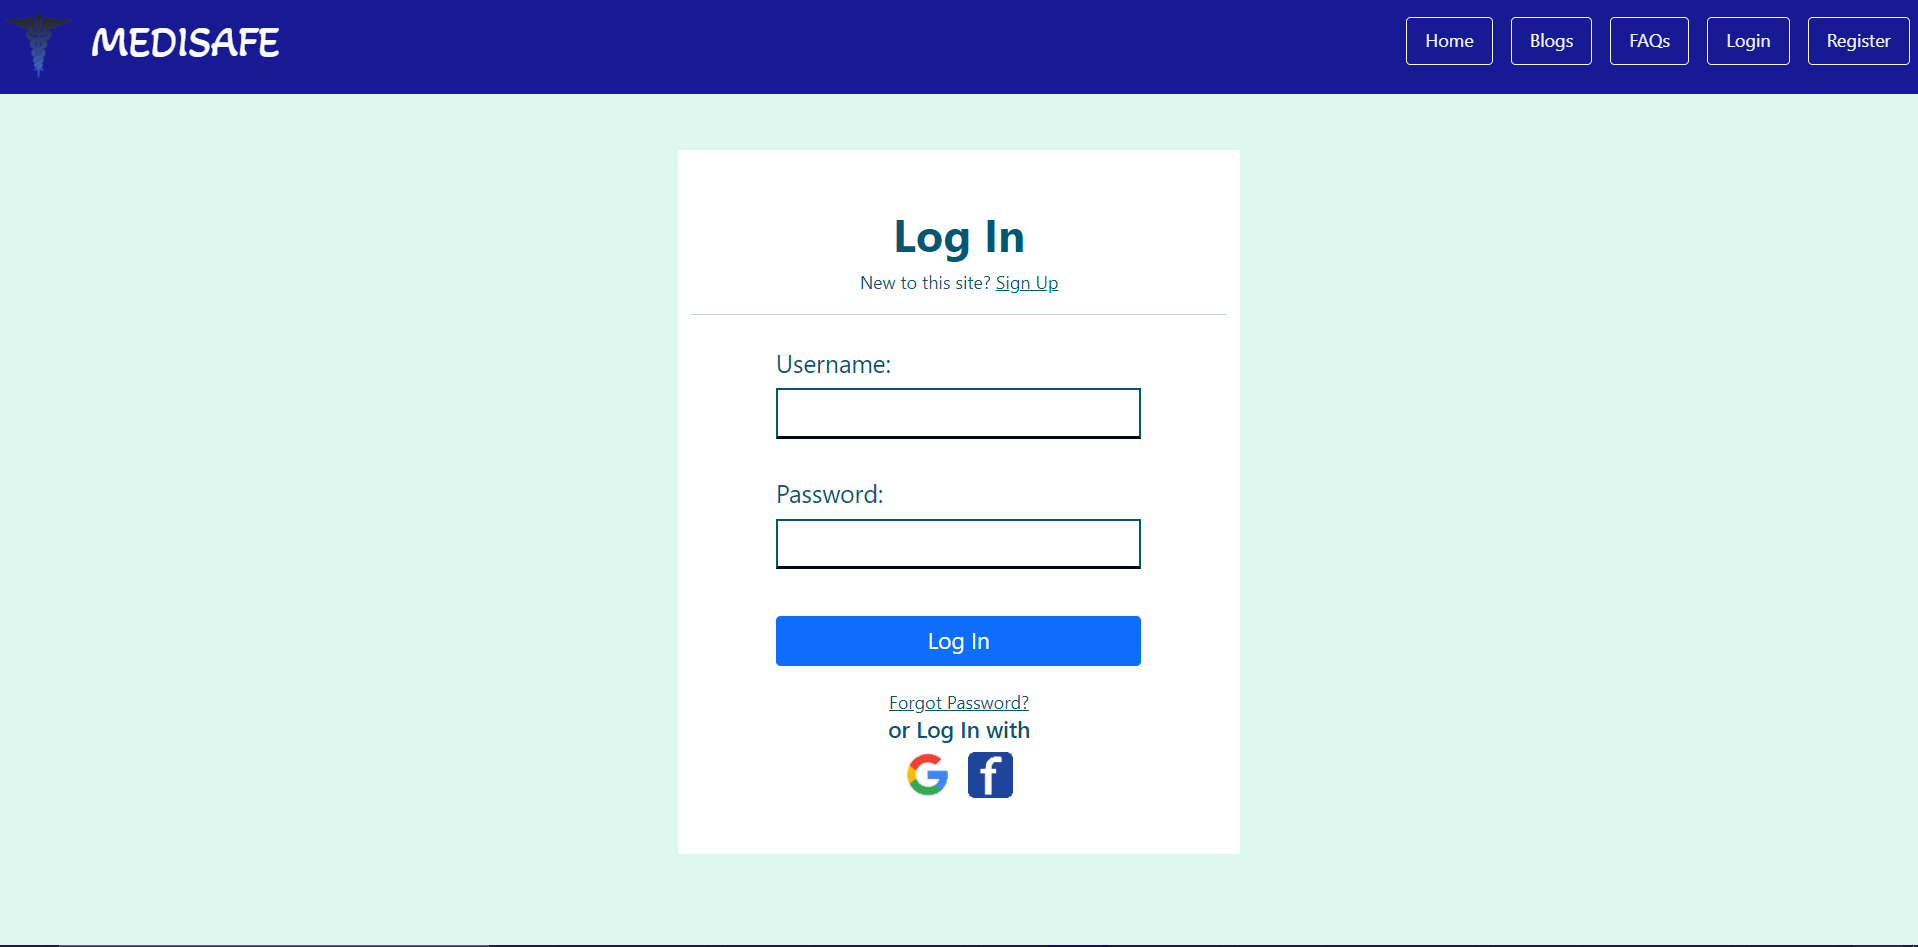 MEDISAFE
Home Blogs FAQs Login Register
Log In
New to this site? Sign Up
Username:
Password:
Log In
Forgot Password?
or Log In with